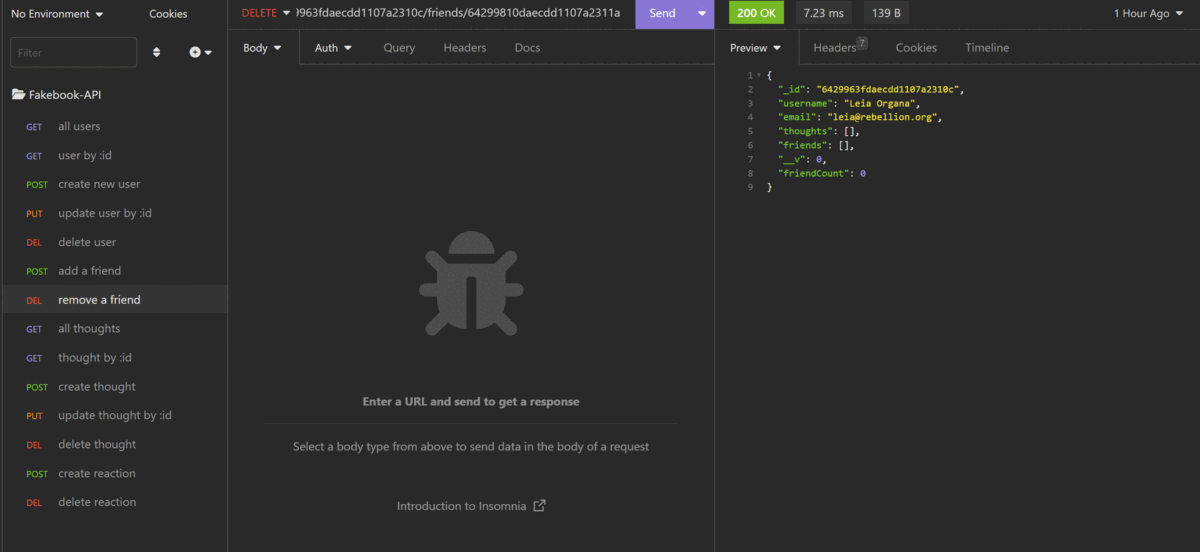 No Environment
Cookies
Filter
Fakebook-API
GET all users
GET user by :id
POST create new user
PUT update user by :id
DEL delete user
POST add a friend
DEL remove a friend
GET all thoughts
GET thought by :id
POST create thought
PUT update thought by :id
DEL delete thought
POST create reaction
DEL delete reaction
DELETE 9963fdaecdd1107a2310c/friends/64299810daecdd1107a2311a Send
Body Auth Query Headers Docs
Enter a URL and send to get a response
Select a body type from above to send data in the body of a request
Introduction to Insomnia
200 OK 7.23 ms 139 B 1 Hour Ago
Preview Headers 7 Cookies Timeline
1 {
2 "_id": "6429963fdaecdd1107a2310c",
3 "username": "Leia Organa",
4 "email": "leia@rebellion.org",
5 "thoughts": [],
6 "friends": [],
7 "__v": 0,
8 "friendCount": 0
9 }